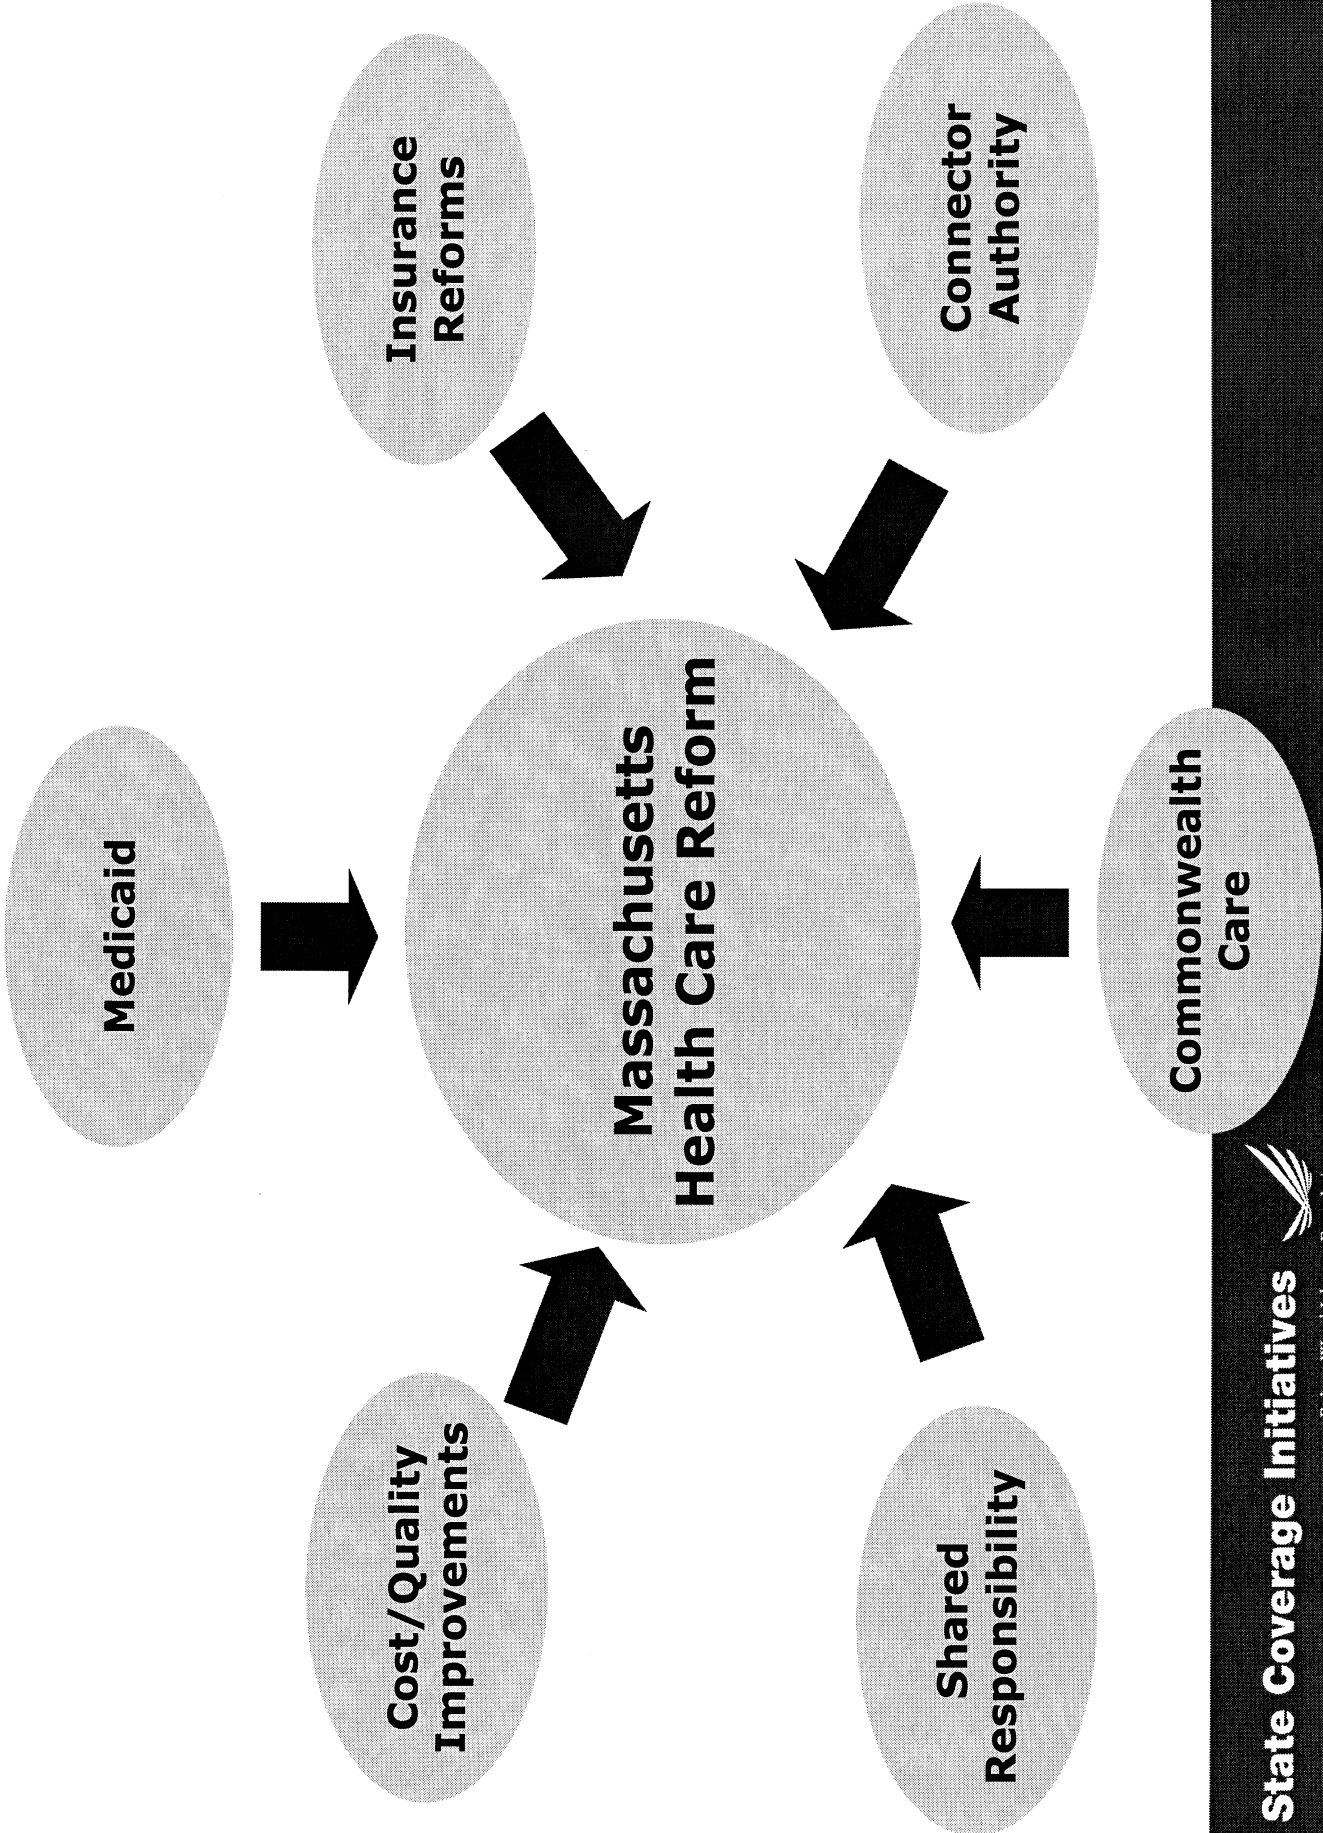 Medicaid
Cost/Quality
Improvements
Insurance
Reforms
Massachusetts
Health Care Reform
Shared
Responsibility
Connector
Authority
Commonwealth
Care
State Coverage Initiatives